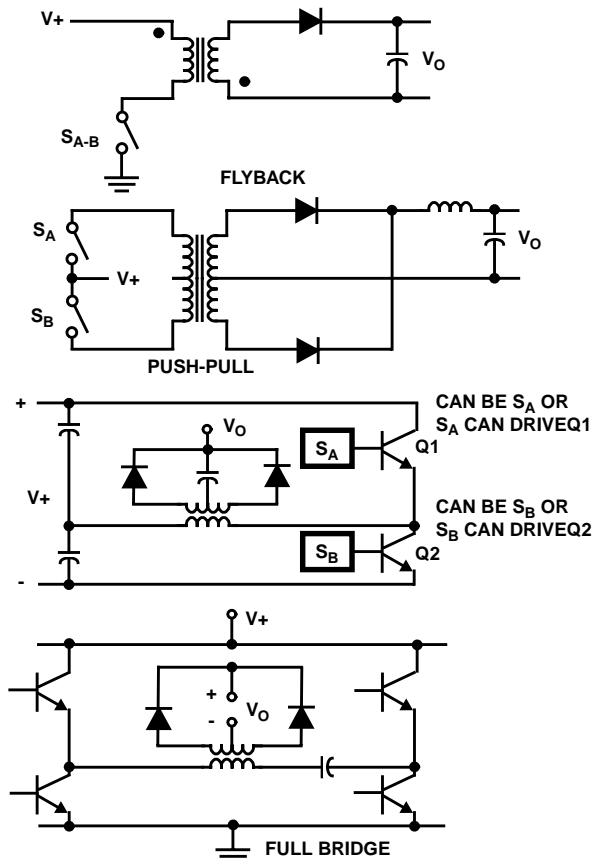 V+
VO
SA-B
FLYBACK
SA
V+
VO
SB
PUSH-PULL
+
CAN BE SA OR
SA CAN DRIVEQ1
VO
SA
Q1
V+
CAN BE SB OR
SB CAN DRIVEQ2
SB
Q2
-
V+
+
VO
-
FULL BRIDGE